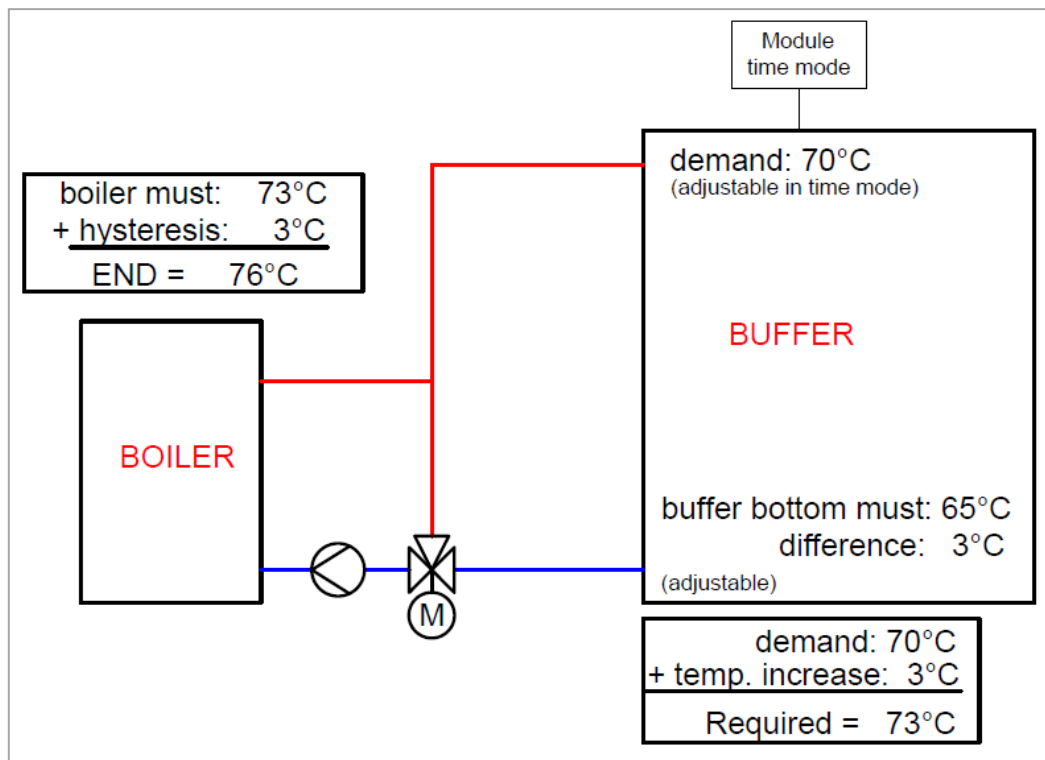 Module
time mode
demand: 70°C
(adjustable in time mode)
boiler must: 73°C
+ hysteresis: 3°C
END = 76°C
BUFFER
BOILER
buffer bottom must: 65°C
difference: 3°C
(adjustable)
M
demand: 70°C
+ temp. increase: 3°C
Required = 73°C